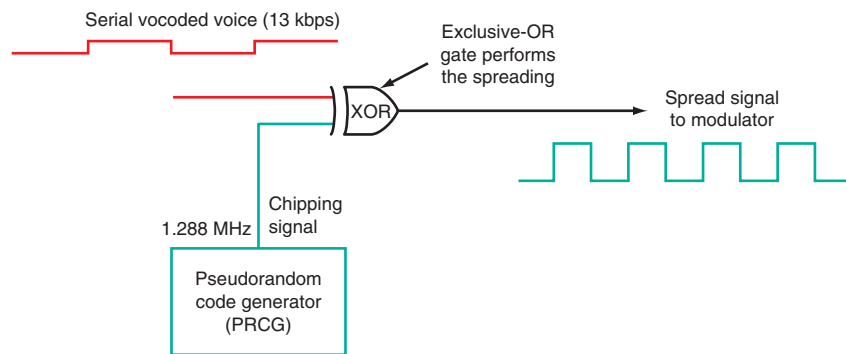 Serial vocoded voice (13 kbps)
Exclusive-OR
gate performs
the spreading
XOR
Spread signal
to modulator
Chipping
signal
1.288 MHz
Pseudorandom
code generator
(PRCG)